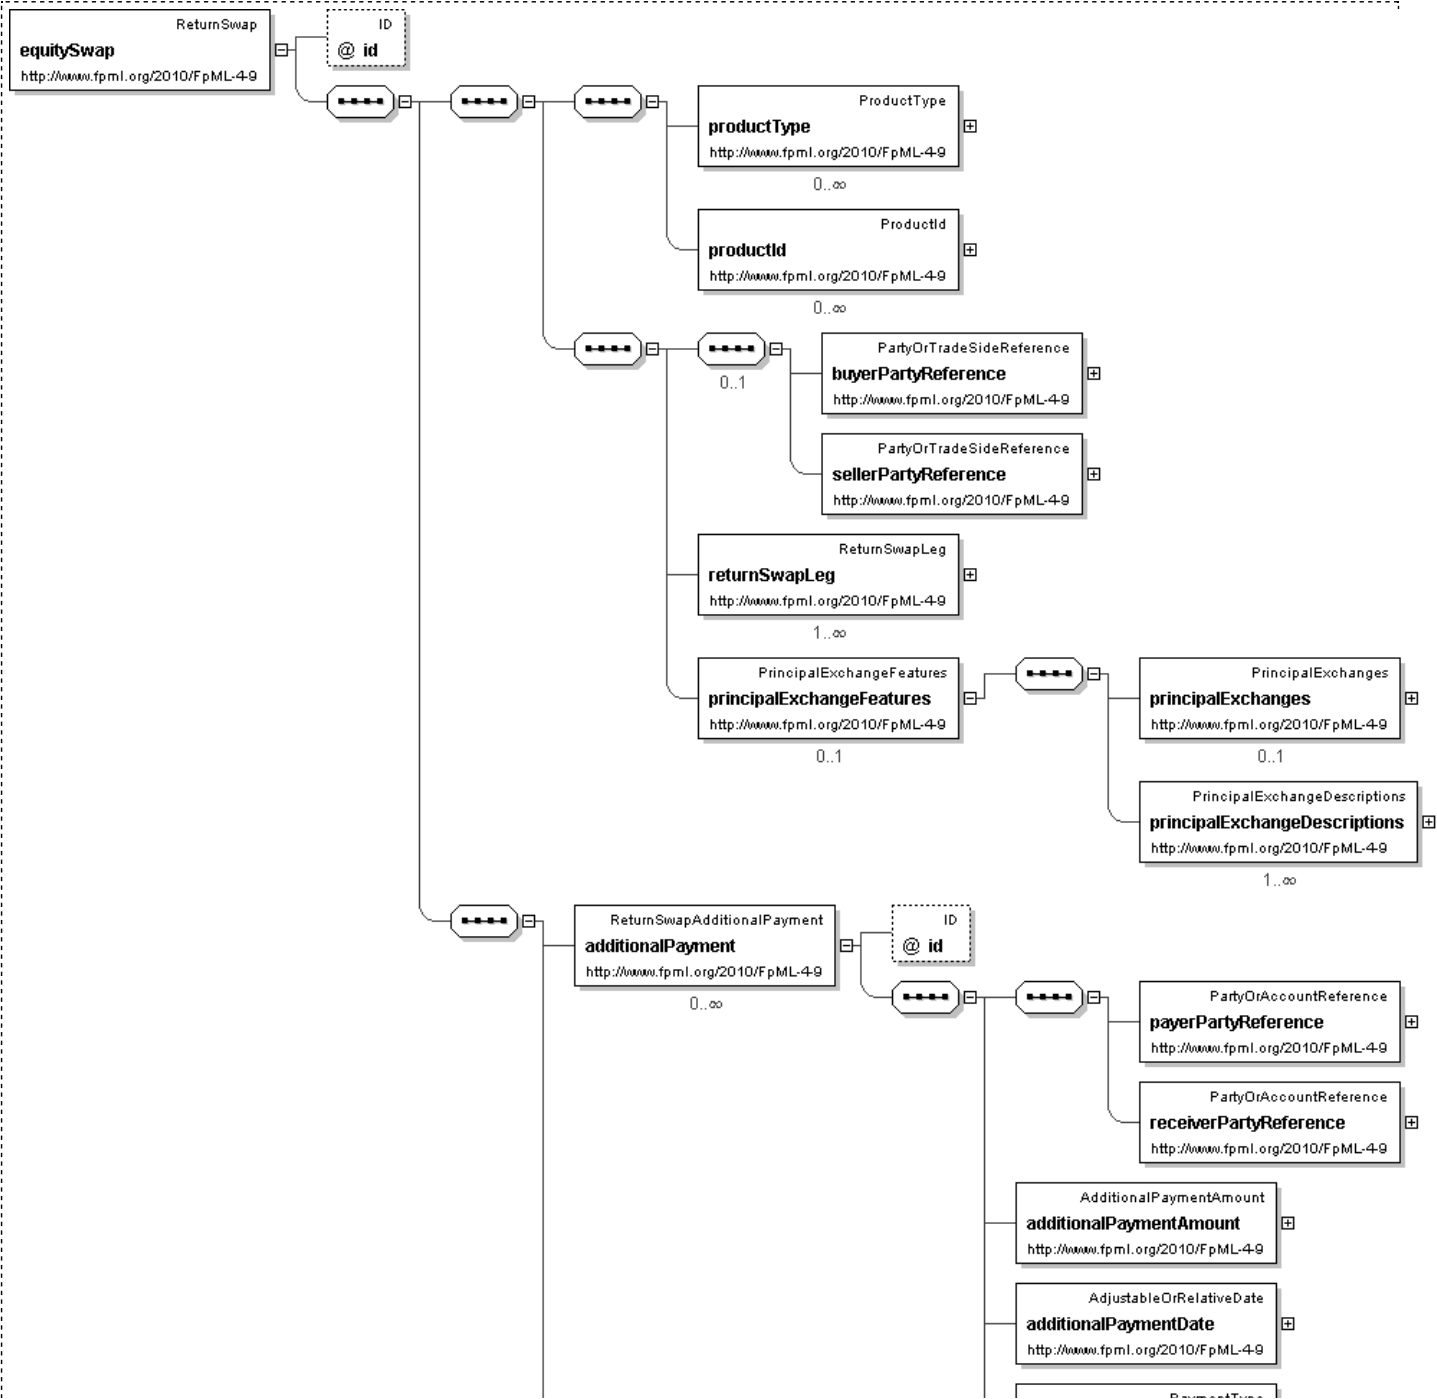 ReturnSwap
equitySwap
http://www.fpml.org/2010/FpML-4-9
ID
@ id
ProductType
productType
http://www.fpml.org/2010/FpML-4-9
0..∞
ProductId
productId
http://www.fpml.org/2010/FpML-4-9
0..∞
0..1
PartyOrTradeSideReference
buyerPartyReference
http://www.fpml.org/2010/FpML-4-9
PartyOrTradeSideReference
sellerPartyReference
http://www.fpml.org/2010/FpML-4-9
ReturnSwapLeg
returnSwapLeg
http://www.fpml.org/2010/FpML-4-9
1..∞
PrincipalExchangeFeatures
principalExchangeFeatures
http://www.fpml.org/2010/FpML-4-9
0..1
PrincipalExchanges
principalExchanges
http://www.fpml.org/2010/FpML-4-9
0..1
PrincipalExchangeDescriptions
principalExchangeDescriptions
http://www.fpml.org/2010/FpML-4-9
1..∞
ReturnSwapAdditionalPayment
additionalPayment
http://www.fpml.org/2010/FpML-4-9
0..∞
ID
@ id
PartyOrAccountReference
payerPartyReference
http://www.fpml.org/2010/FpML-4-9
PartyOrAccountReference
receiverPartyReference
http://www.fpml.org/2010/FpML-4-9
AdditionalPaymentAmount
additionalPaymentAmount
http://www.fpml.org/2010/FpML-4-9
AdjustableOrRelativeDate
additionalPaymentDate
http://www.fpml.org/2010/FpML-4-9
PaymentType